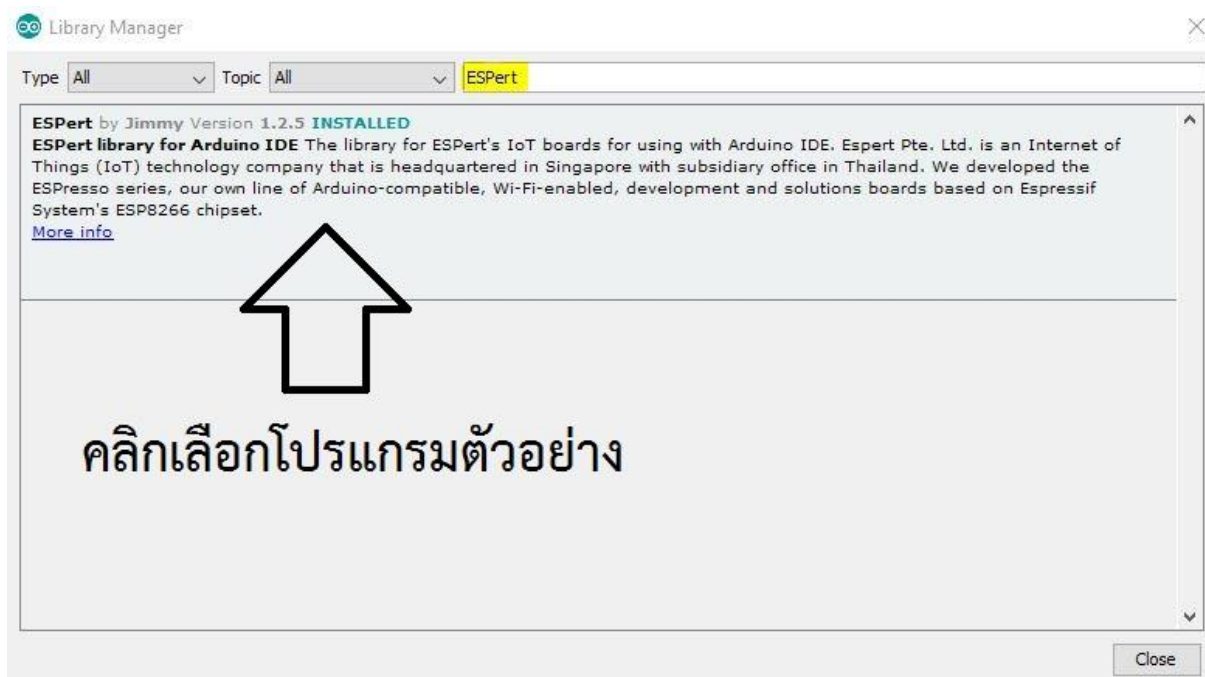 Library Manager
Type All Topic All ESPert
ESPert by Jimmy Version 1.2.5 INSTALLED
ESPert library for Arduino IDE The library for ESPert's IoT boards for using with Arduino IDE. Espert Pte. Ltd. is an Internet of
Things (IoT) technology company that is headquartered in Singapore with subsidiary office in Thailand. We developed the
ESPresso series, our own line of Arduino-compatible, Wi-Fi-enabled, development and solutions boards based on Espressif
System's ESP8266 chipset.
More info
คลิกเลือกโปรแกรมตัวอย่าง
Close